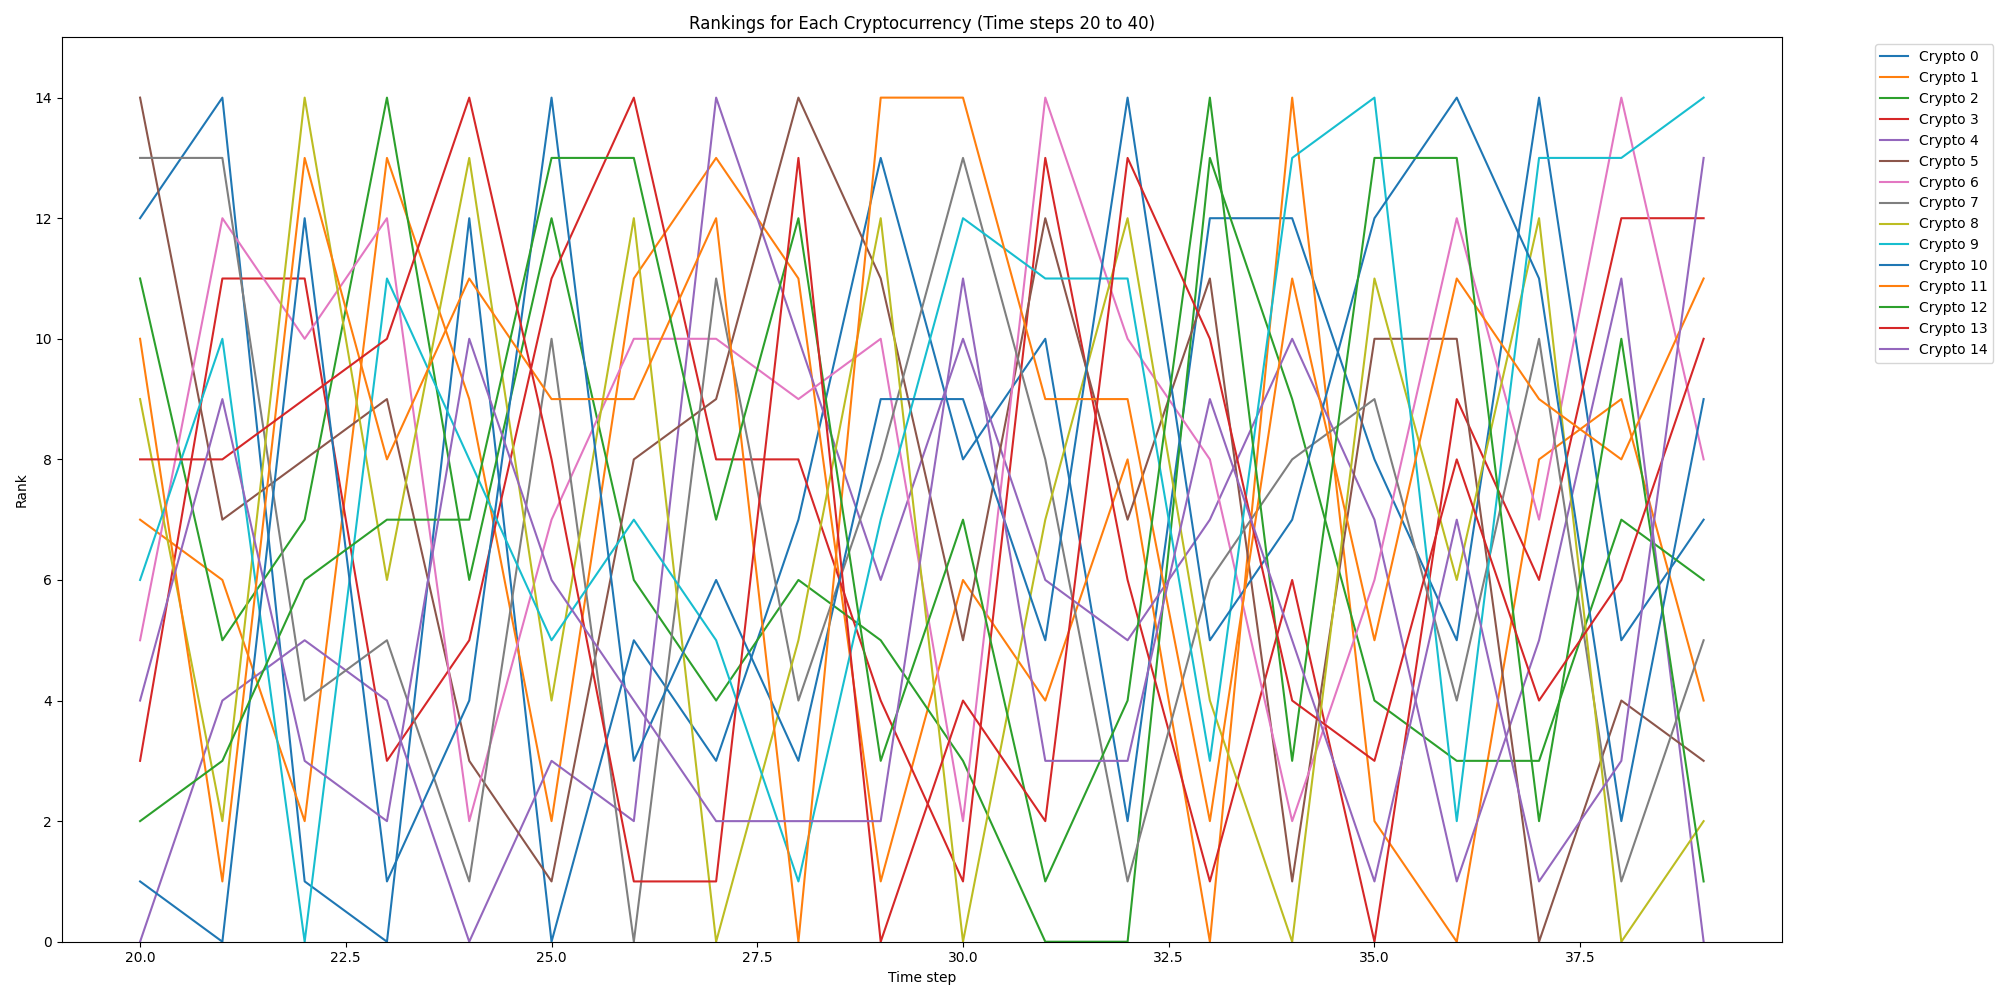 Rankings for Each Cryptocurrency (Time steps 20 to 40)
Rank
14
12
10
8
6
4
2
0
20.0 22.5 25.0 27.5 30.0 32.5 35.0 37.5
Time step
Crypto 0
Crypto 1
Crypto 2
Crypto 3
Crypto 4
Crypto 5
Crypto 6
Crypto 7
Crypto 8
Crypto 9
Crypto 10
Crypto 11
Crypto 12
Crypto 13
Crypto 14